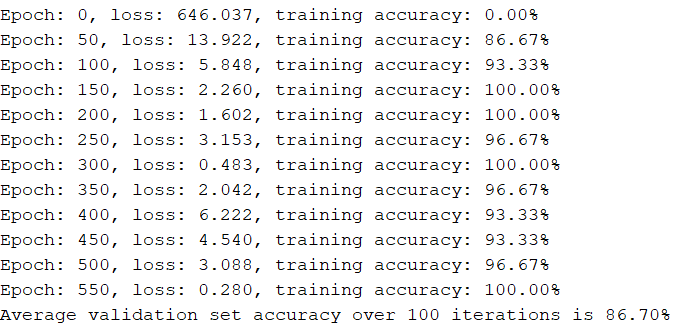 Epoch: 0, loss: 646.037, training accuracy: 0.00%
Epoch: 50, loss: 13.922, training accuracy: 86.67%
Epoch: 100, loss: 5.848, training accuracy: 93.33%
Epoch: 150, loss: 2.260, training accuracy: 100.00%
Epoch: 200, loss: 1.602, training accuracy: 100.00%
Epoch: 250, loss: 3.153, training accuracy: 96.67%
Epoch: 300, loss: 0.483, training accuracy: 100.00%
Epoch: 350, loss: 2.042, training accuracy: 96.67%
Epoch: 400, loss: 6.222, training accuracy: 93.33%
Epoch: 450, loss: 4.540, training accuracy: 93.33%
Epoch: 500, loss: 3.088, training accuracy: 96.67%
Epoch: 550, loss: 0.280, training accuracy: 100.00%
Average validation set accuracy over 100 iterations is 86.70%